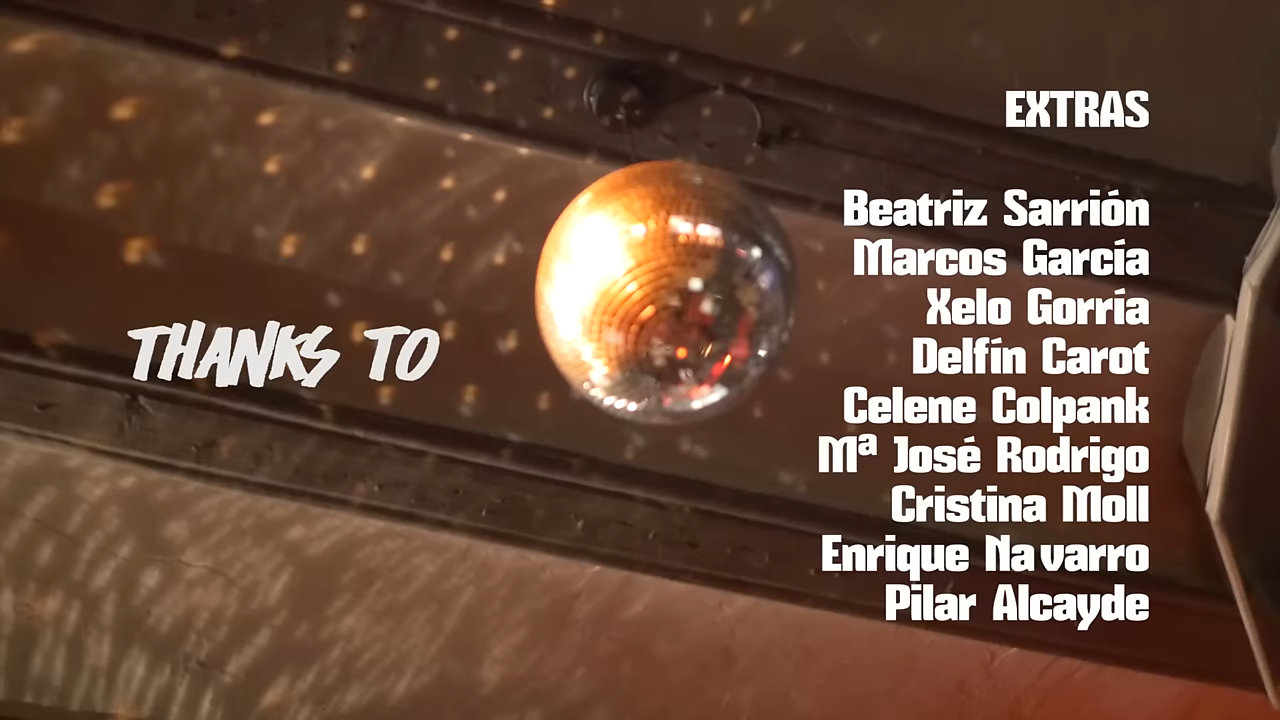 THANKS TO
EXTRAS
Beatriz Sarrión
Marcos García
Xelo Gorría
Delfín Carot
Celene Colpank
Mª José Rodrigo
Cristina Moll
Enrique Navarro
Pilar Alcayde